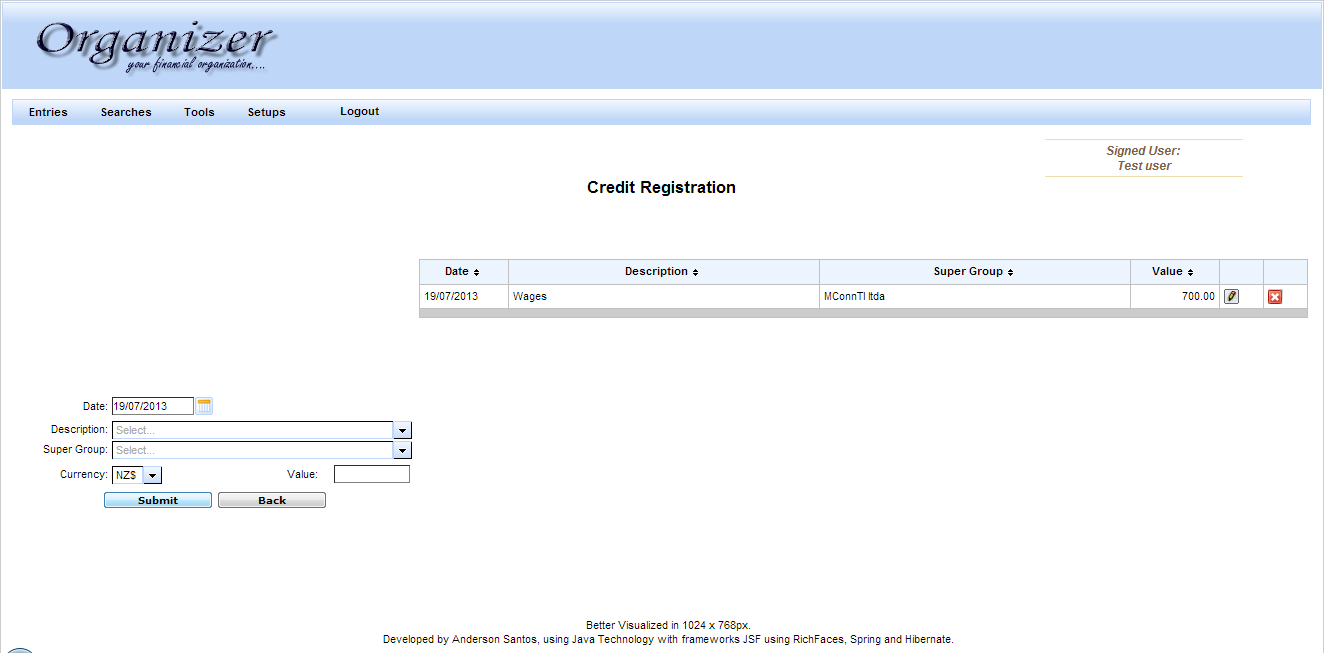 Organizer
your financial organization....
Entries Searches Tools Setups Logout
Signed User:
Test user
Credit Registration
Date Description Super Group Value
19/07/2013 Wages MConnTI ltda 700.00
Date: 19/07/2013
Description: Select...
Super Group: Select...
Currency: NZ$ Value:
Submit Back
Better Visualized in 1024 x 768px.
Developed by Anderson Santos, using Java Technology with frameworks JSF using RichFaces, Spring and Hibernate.